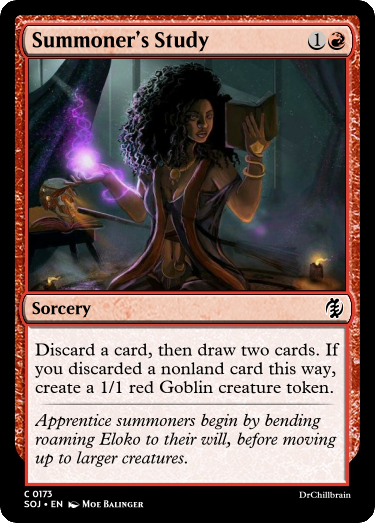 Summoner's Study 1
Sorcery
Discard a card, then draw two cards. If
you discarded a nonland card this way,
create a 1/1 red Goblin creature token.
Apprentice summoners begin by bending
roaming Eloko to their will, before moving
up to larger creatures.
C 0173
SOJ • EN Moe Balinger
DrChillbrain